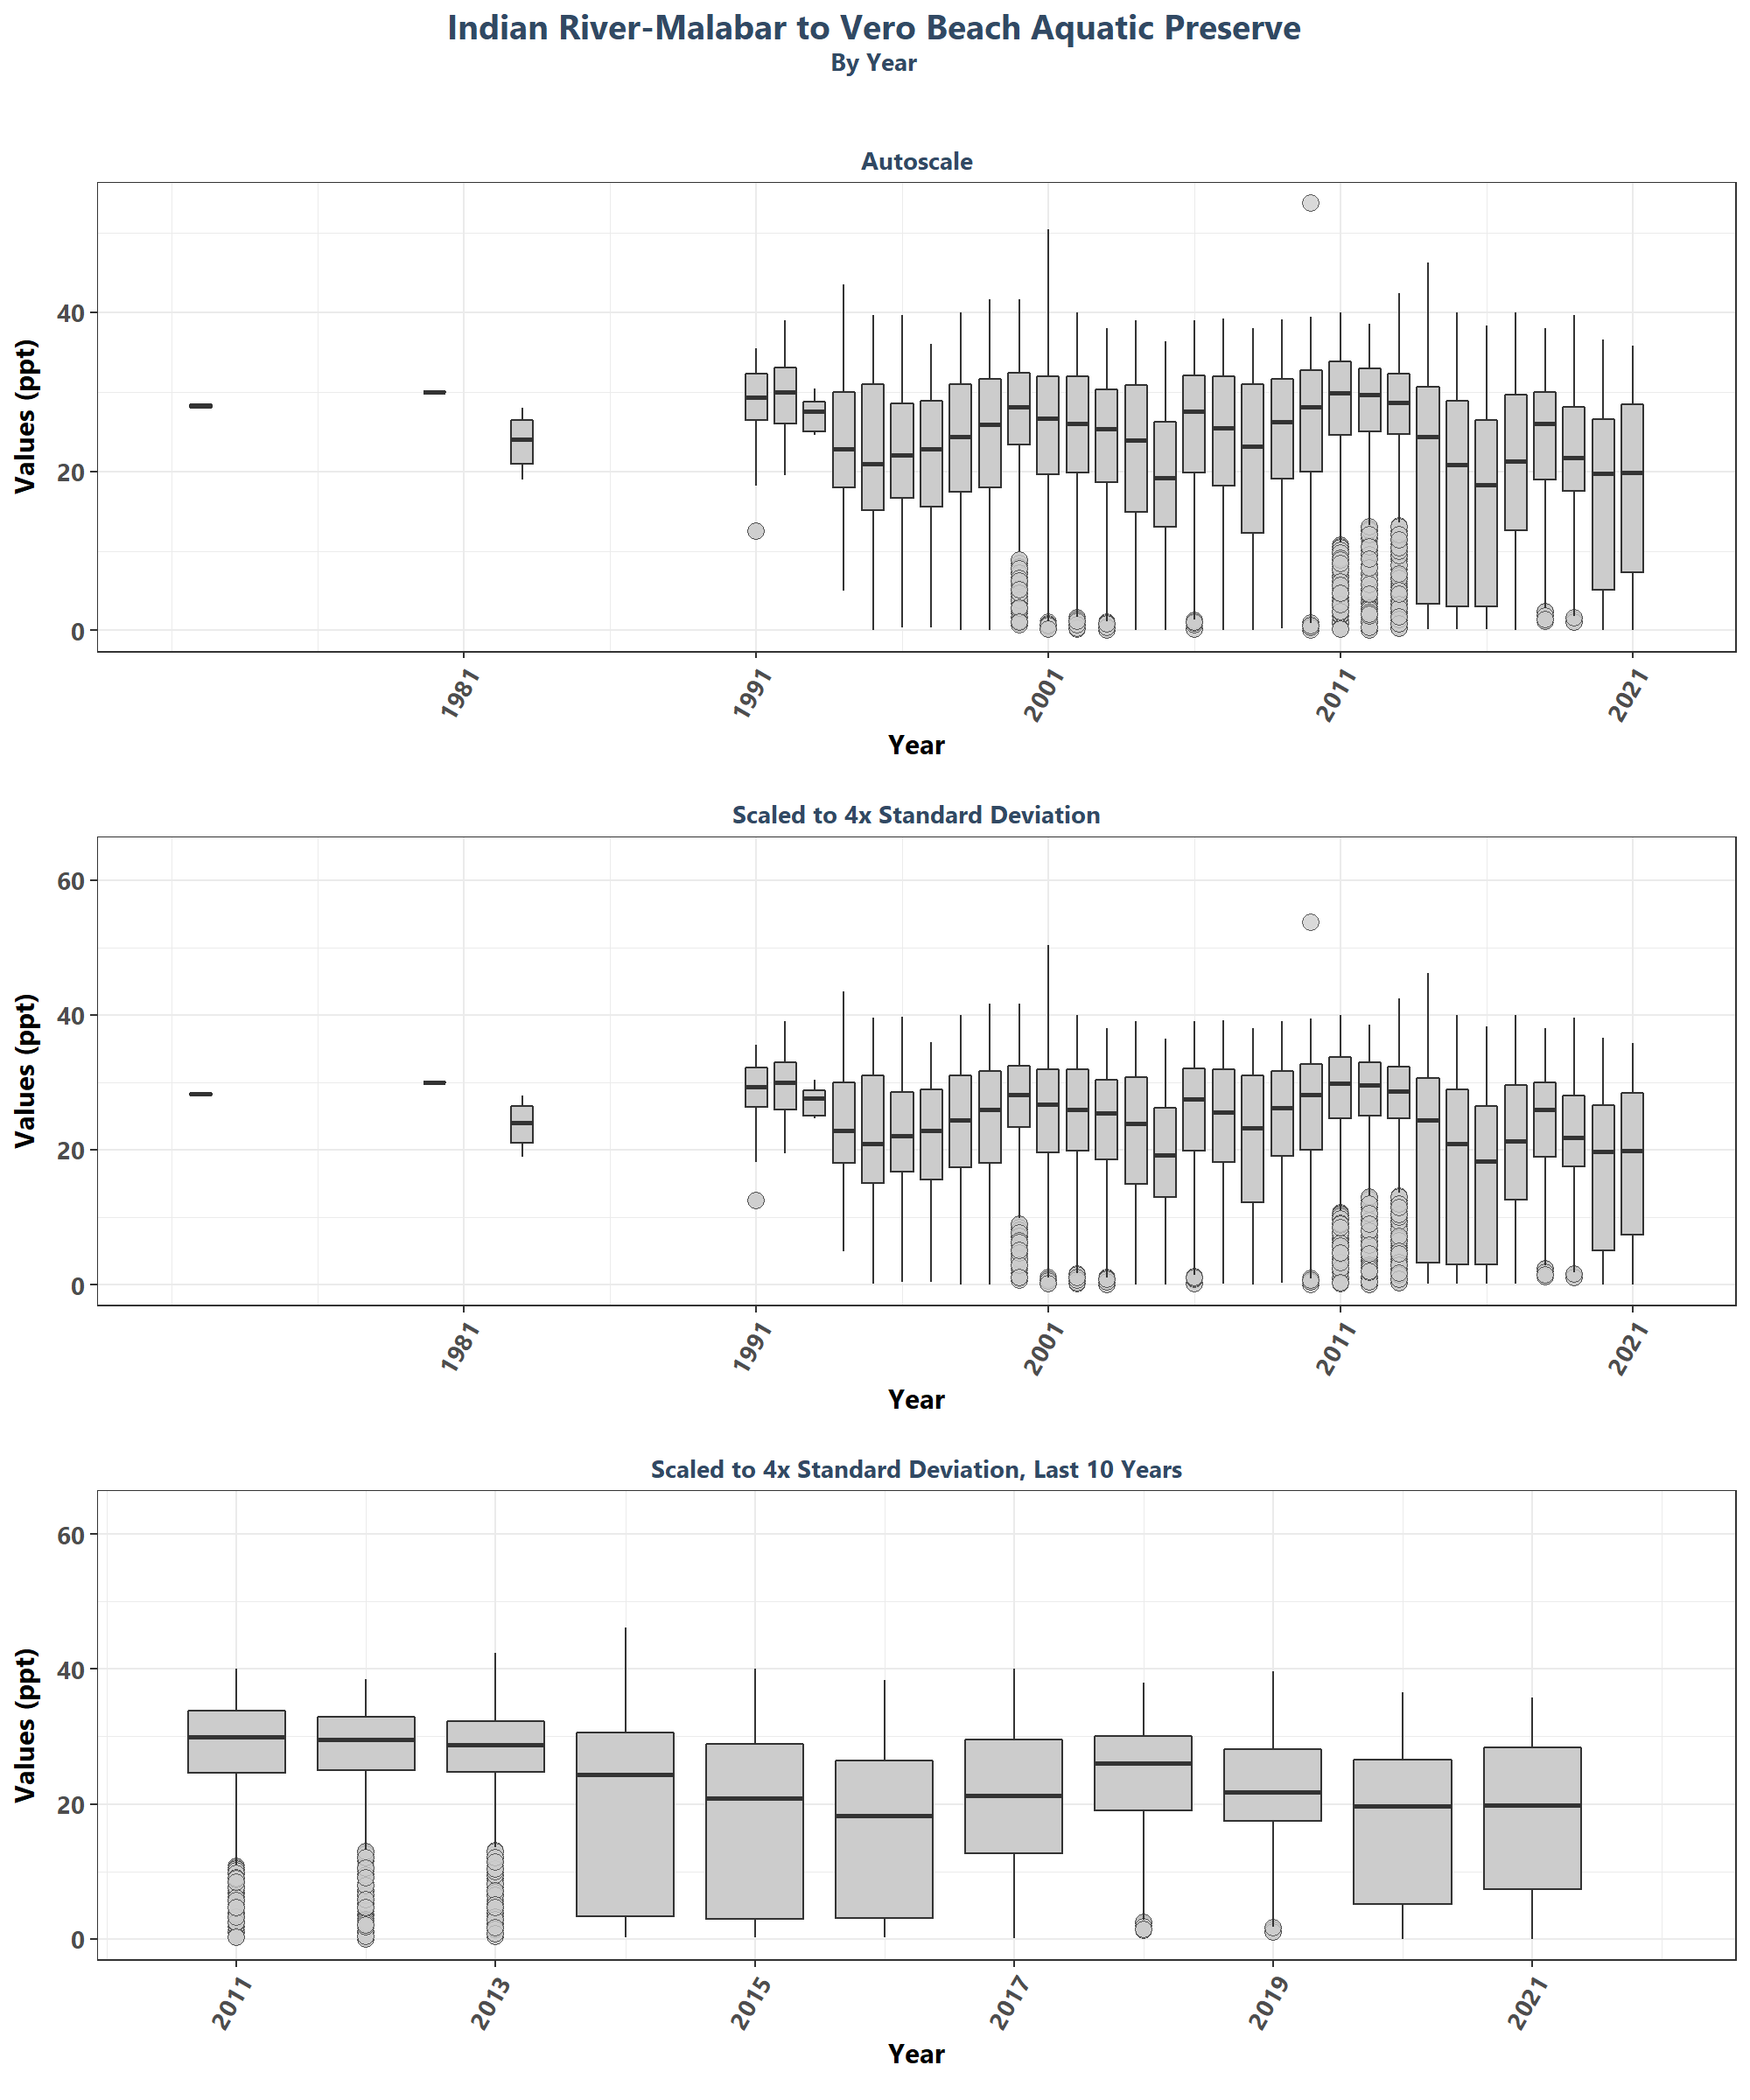 Indian River-Malabar to Vero Beach Aquatic Preserve
By Year
Autoscale
Values (ppt)
40
20
0
1981
1991
2001
2011
2021
Year
Scaled to 4x Standard Deviation
Values (ppt)
60
40
20
0
1981
1991
2001
2011
2021
Year
Scaled to 4x Standard Deviation, Last 10 Years
Values (ppt)
60
40
20
0
2011
2013
2015
2017
2019
2021
Year